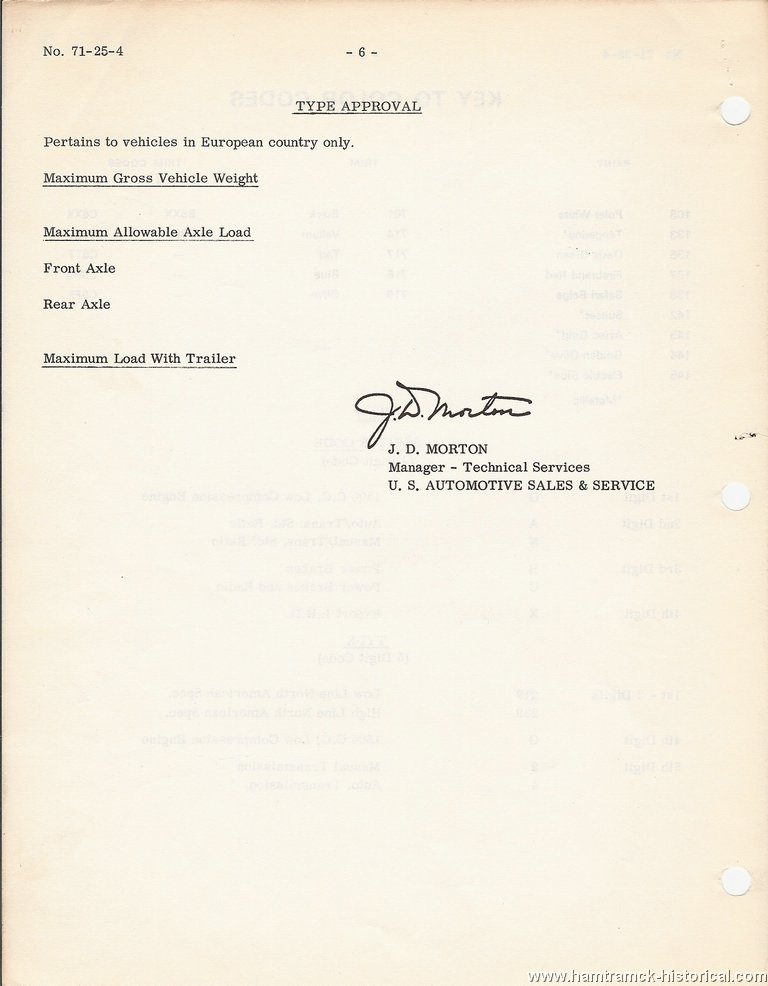 No. 71-25-4
- 6 -
TYPE APPROVAL
Pertains to vehicles in European country only.
Maximum Gross Vehicle Weight
Maximum Allowable Axle Load
Front Axle
Rear Axle
Maximum Load With Trailer
J. D. Morton
J. D. MORTON
Manager - Technical Services
U. S. AUTOMOTIVE SALES & SERVICE
www.hamtramck-historical.com